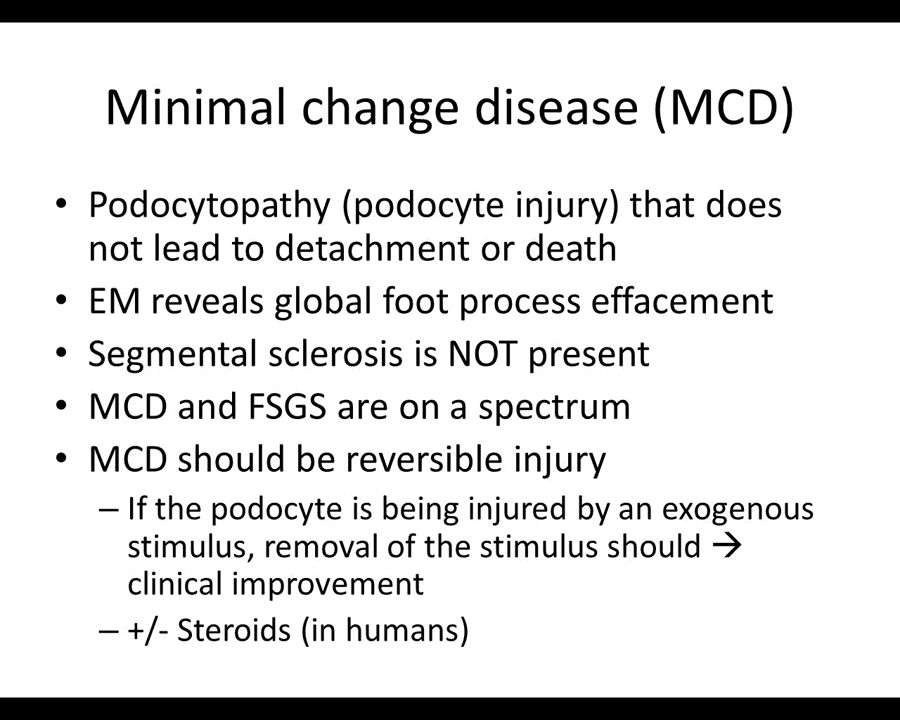 Minimal change disease (MCD)
• Podocytopathy (podocyte injury) that does
not lead to detachment or death
• EM reveals global foot process effacement
• Segmental sclerosis is NOT present
• MCD and FSGS are on a spectrum
• MCD should be reversible injury
– If the podocyte is being injured by an exogenous
stimulus, removal of the stimulus should →
clinical improvement
– +/- Steroids (in humans)